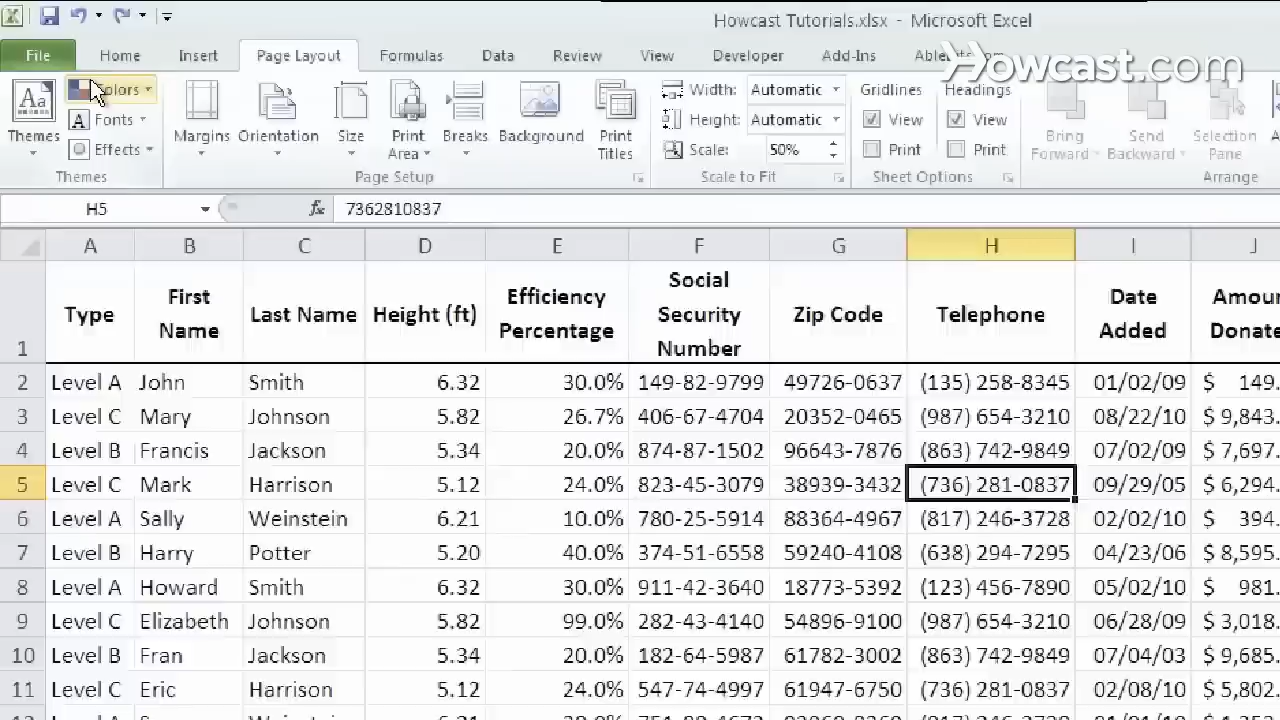 Howcast Tutorials.xlsx - Microsoft Excel
File Home Insert Page Layout Formulas Data Review View Developer Add-Ins
Howcast.com
Themes Fonts Effects
Margins Orientation Size Print Area Breaks Background Print Titles
Width: Automatic
Height: Automatic
Scale: 50%
Gridlines Headings
View View
Print Print
Bring Forward Send Backward Selection Pane
Themes Page Setup Scale to Fit Sheet Options Arrange
H5 fx 7362810837
A B C D E F G H I J
1 Type First Name Last Name Height (ft) Efficiency Percentage Social Security Number Zip Code Telephone Date Added
2 Level A John Smith 6.32 30.0% 149-82-9799 49726-0637 (135) 258-8345 01/02/09 $ 149.
3 Level C Mary Johnson 5.82 26.7% 406-67-4704 20352-0465 (987) 654-3210 08/22/10 $ 9,843.
4 Level B Francis Jackson 5.34 20.0% 874-87-1502 96643-7876 (863) 742-9849 07/02/09 $ 7,697.
5 Level C Mark Harrison 5.12 24.0% 823-45-3079 38939-3432 (736) 281-0837 09/29/05 $ 6,294.
6 Level A Sally Weinstein 6.21 10.0% 780-25-5914 88364-4967 (817) 246-3728 02/02/10 $ 394.
7 Level B Harry Potter 5.20 40.0% 374-51-6558 59240-4108 (638) 294-7295 04/23/06 $ 8,595.
8 Level A Howard Smith 6.32 30.0% 911-42-3640 18773-5392 (123) 456-7890 05/02/10 $ 981.
9 Level C Elizabeth Johnson 5.82 99.0% 282-43-4140 54896-9100 (987) 654-3210 06/28/09 $ 3,018.
10 Level B Fran Jackson 5.34 20.0% 182-64-5987 61782-3002 (863) 742-9849 07/04/03 $ 9,685.
11 Level C Eric Harrison 5.12 24.0% 547-74-4997 61947-6750 (736) 281-0837 02/08/10 $ 5,802.